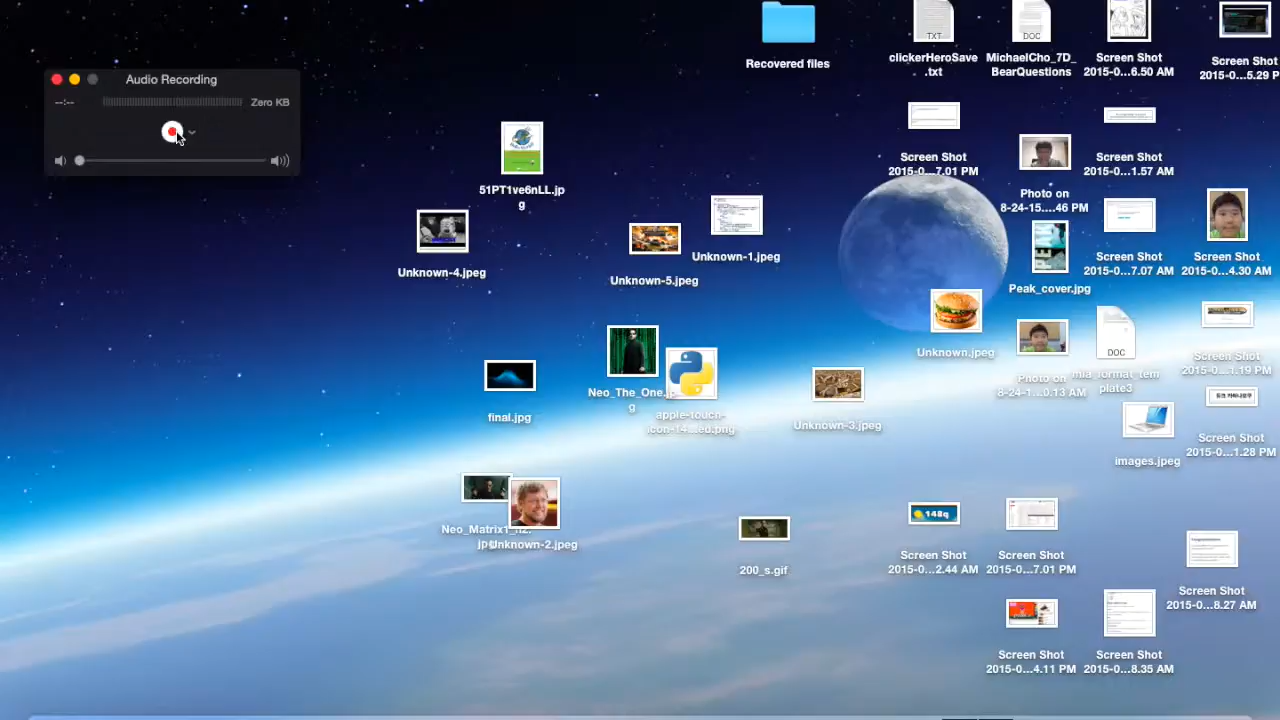 Audio Recording
--:--
Zero KB
Recovered files
TXT
clickerHeroSave
.txt
DOC
MichaelCho_7D_
BearQuestions
Screen Shot
2015-0...6.50 AM
Screen Shot
2015-0...5.29 P
51PT1ve6nLL.jp
g
Screen Shot
2015-0...7.01 PM
Screen Shot
2015-0...1.57 AM
Photo on
8-24-15....46 PM
Unknown-4.jpeg
Unknown-5.jpeg
Unknown-1.jpeg
Screen Shot
2015-0...7.07 AM
Screen Shot
2015-0...4.30 AM
Peak_cover.jpg
Unknown.jpeg
Photo on
8-24-1...0.13 AM
DOC
mla_format_tem
plate3
Screen Shot
2015-0...1.19 PM
final.jpg
Neo_The_One.jp
g
apple-touch-
icon-14...ed.png
Unknown-3.jpeg
images.jpeg
Screen Shot
2015-0...1.28 PM
Unknown-2.jpeg
200_s.gif
148q
Screen Shot
2015-0...2.44 AM
Screen Shot
2015-0...7.01 PM
Screen Shot
2015-0...8.27 AM
Screen Shot
2015-0...4.11 PM
Screen Shot
2015-0...8.35 AM